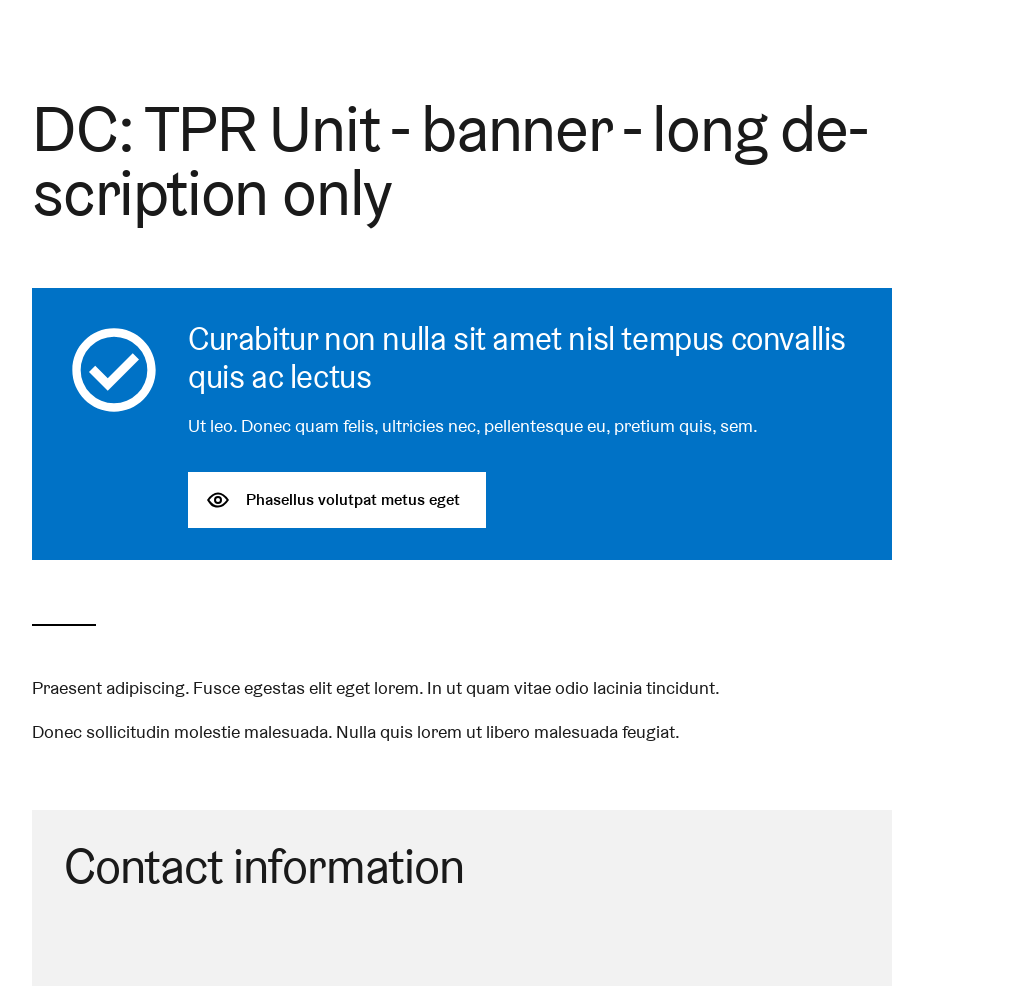 DC: TPR Unit - banner - long de-
scription only
Curabitur non nulla sit amet nisl tempus convallis
quis ac lectus
Ut leo. Donec quam felis, ultricies nec, pellentesque eu, pretium quis, sem.
Phasellus volutpat metus eget
Praesent adipiscing. Fusce egestas elit eget lorem. In ut quam vitae odio lacinia tincidunt.
Donec sollicitudin molestie malesuada. Nulla quis lorem ut libero malesuada feugiat.
Contact information